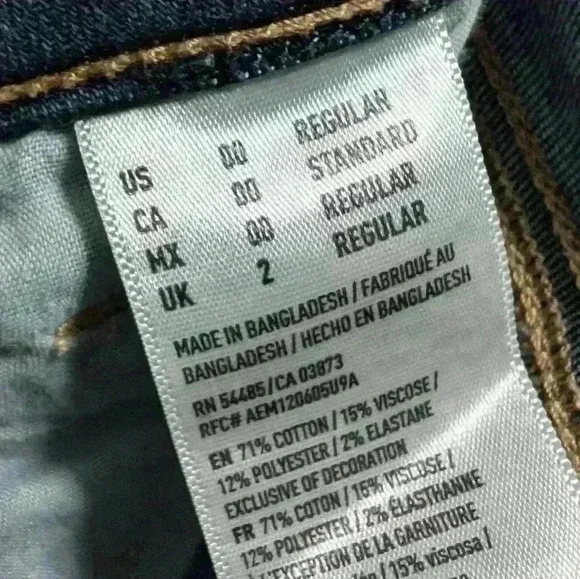 US 00 REGULAR
CA 00 STANDARD
MX 00 REGULAR
UK 2 REGULAR
MADE IN BANGLADESH / FABRIQUÉ AU
BANGLADESH / HECHO EN BANGLADESH
RN 54485 / CA 03873
RFC# AEM120605U9A
EN 71% COTTON / 15% VISCOSE /
12% POLYESTER / 2% ELASTANE
EXCLUSIVE OF DECORATION
FR 71% COTON / 15% VISCOSE /
12% POLYESTER / 2% ÉLASTHANNE
À L'EXCEPTION DE LA GARNITURE
/ 15% viscosa /